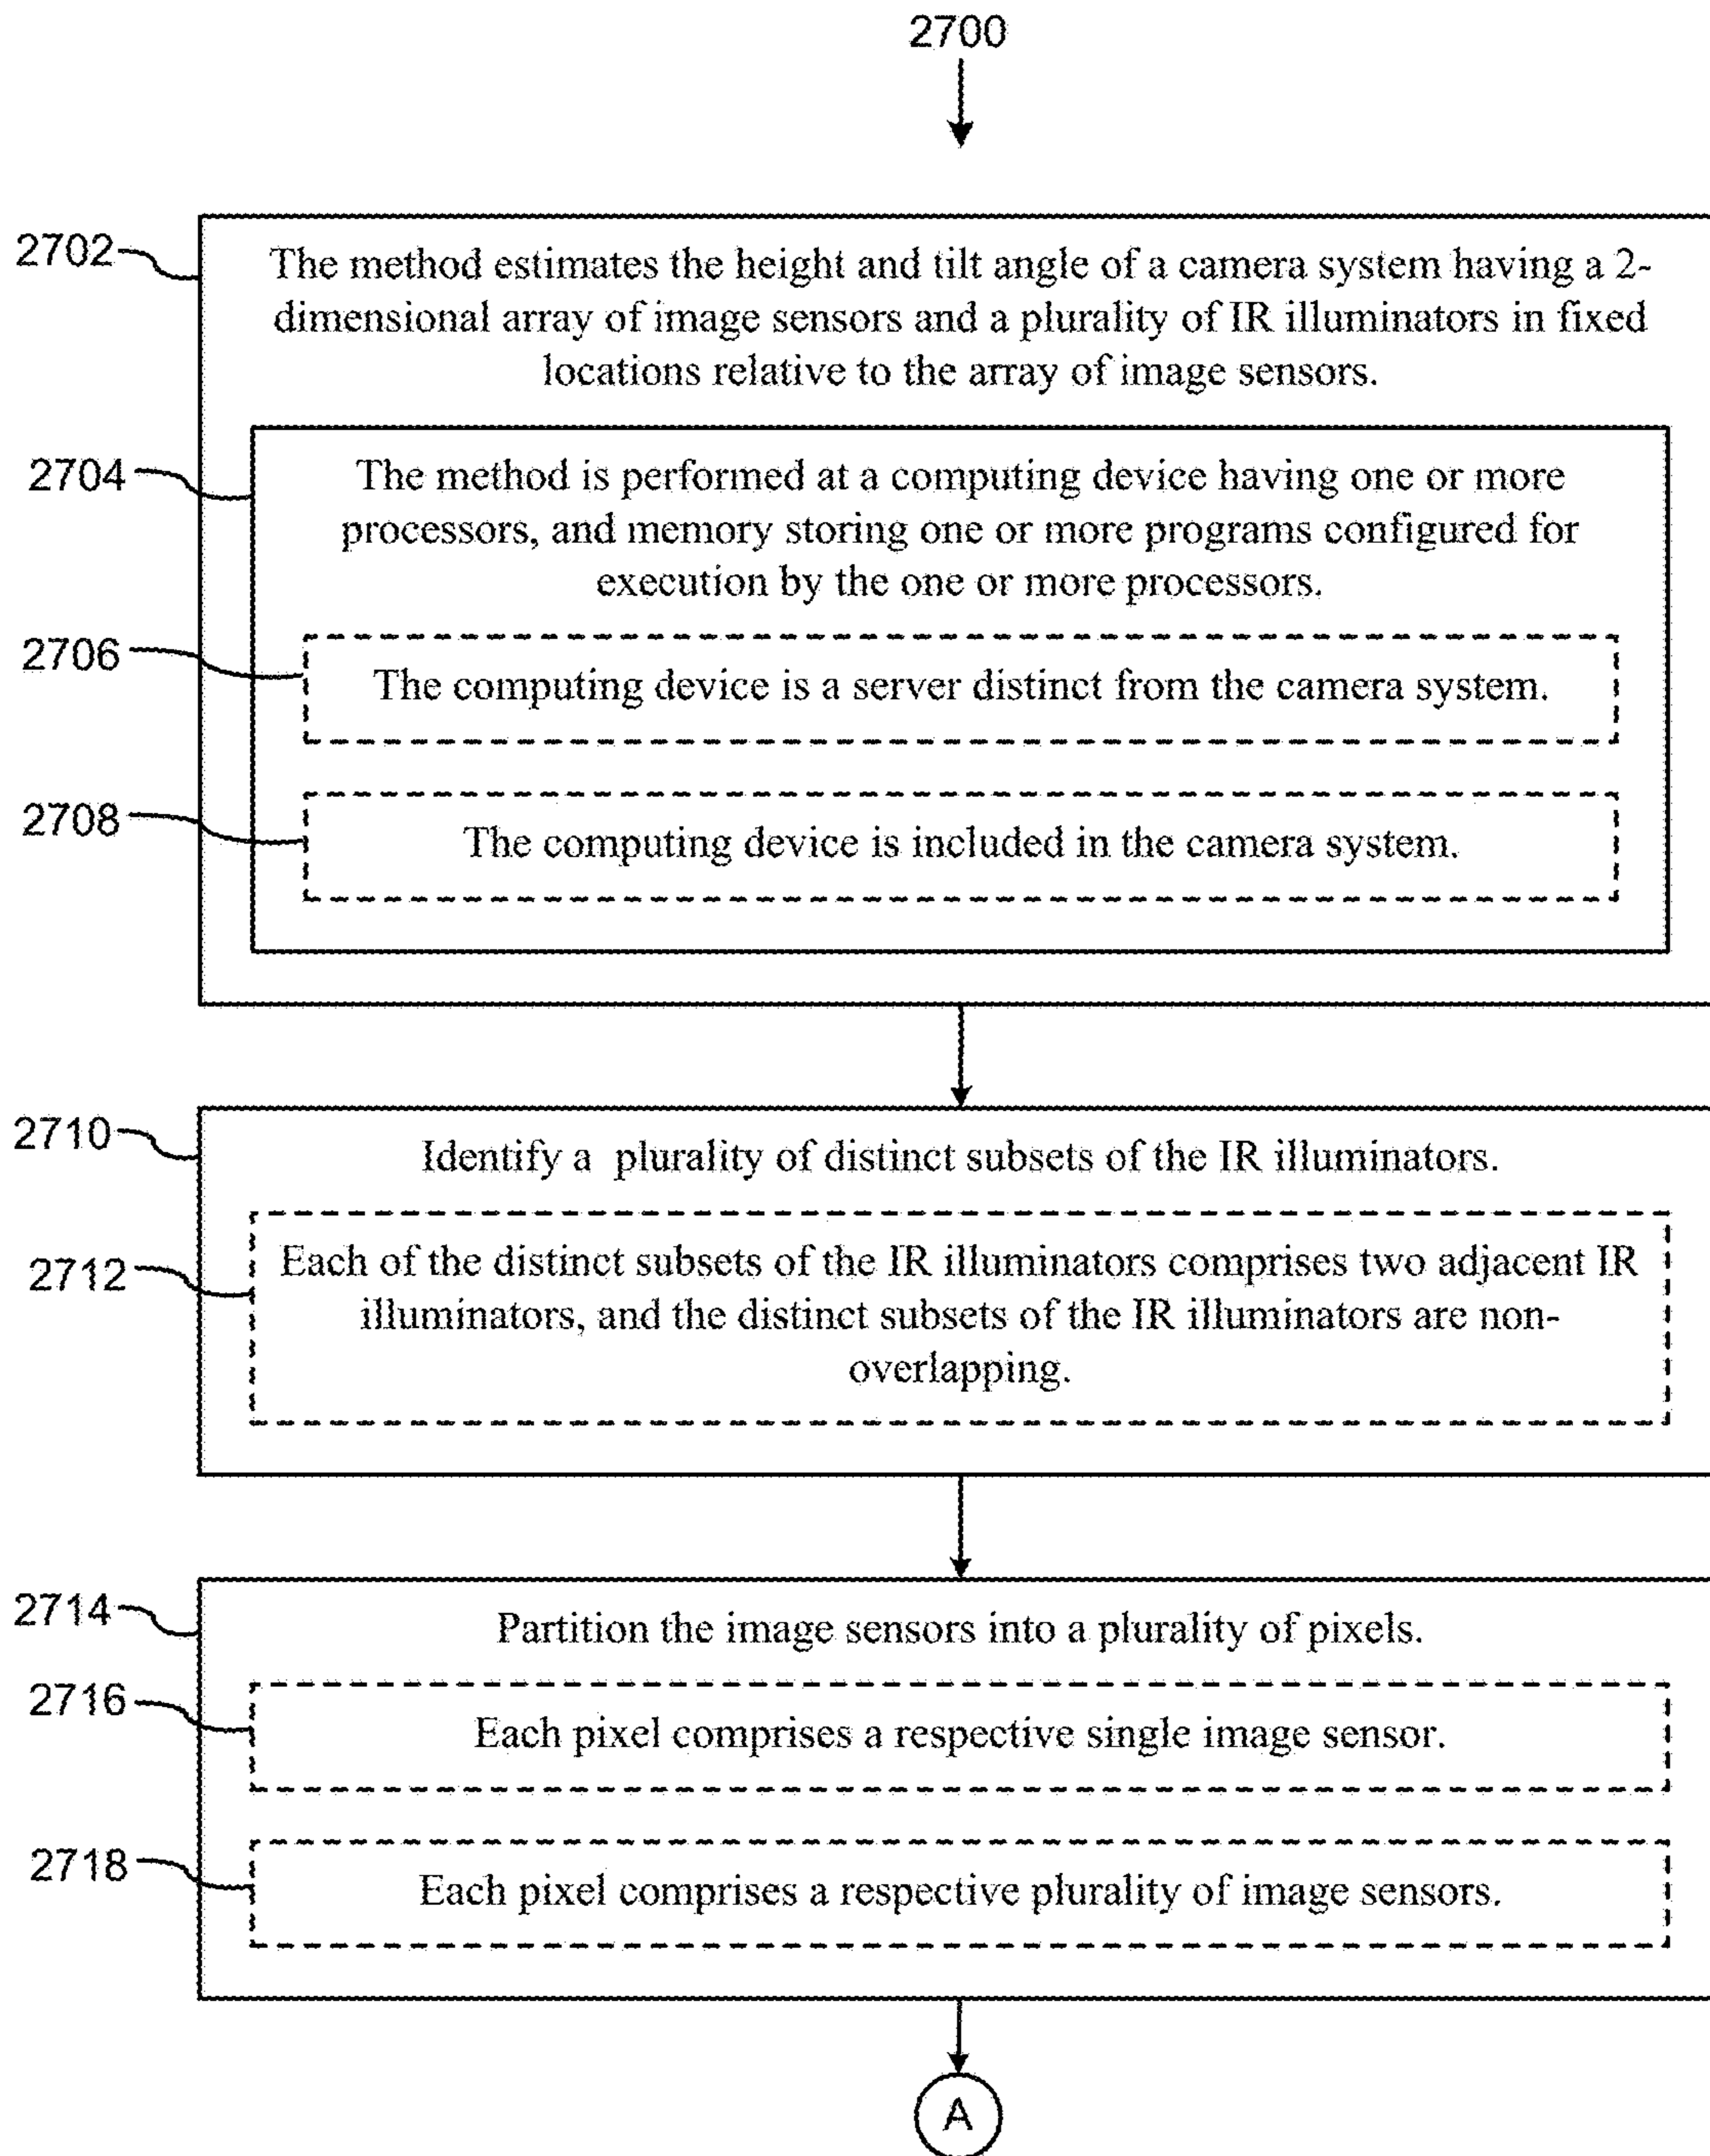 2700
2702
The method estimates the height and tilt angle of a camera system having a 2-
dimensional array of image sensors and a plurality of IR illuminators in fixed
locations relative to the array of image sensors.
2704
The method is performed at a computing device having one or more
processors, and memory storing one or more programs configured for
execution by the one or more processors.
2706
The computing device is a server distinct from the camera system.
2708
The computing device is included in the camera system.
2710
Identify a plurality of distinct subsets of the IR illuminators.
2712
Each of the distinct subsets of the IR illuminators comprises two adjacent IR
illuminators, and the distinct subsets of the IR illuminators are non-
overlapping.
2714
Partition the image sensors into a plurality of pixels.
2716
Each pixel comprises a respective single image sensor.
2718
Each pixel comprises a respective plurality of image sensors.
A